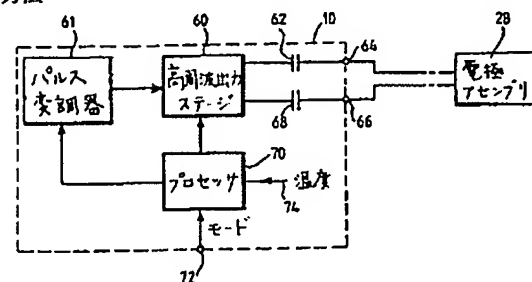 方法
61
60
62
10
64
28
パルス
変調器
高周波出力
ステージ
電極
アセンブリ
68
66
70
プロセッサ
温度
74
モード
72